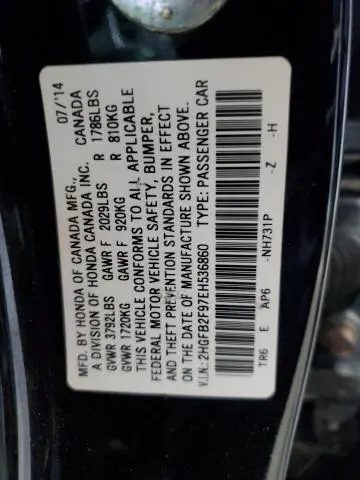 MFD. BY HONDA OF CANADA MFG., 07/'14
A DIVISION OF HONDA CANADA INC. CANADA
GVWR 3792LBS GAWR F 2029LBS R 1786LBS
GVWR 1720KG GAWR F 920KG R 810KG
THIS VEHICLE CONFORMS TO ALL APPLICABLE
FEDERAL MOTOR VEHICLE SAFETY, BUMPER,
AND THEFT PREVENTION STANDARDS IN EFFECT
ON THE DATE OF MANUFACTURE SHOWN ABOVE.
V.I.N.: 2HGFB2F97EH536860 TYPE: PASSENGER CAR
TR6 E AP6 -NH731P -Z -H